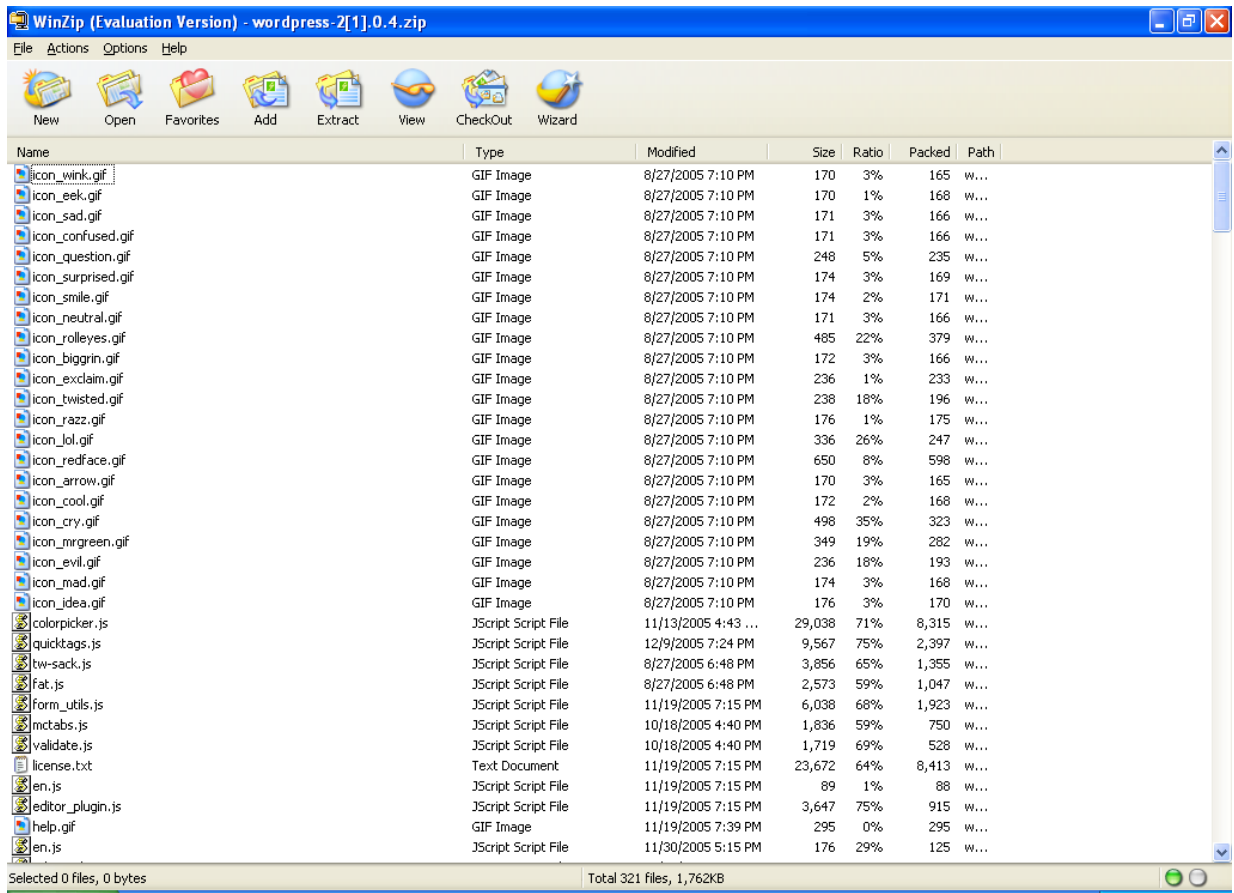 WinZip (Evaluation Version) - wordpress-2[1].0.4.zip
File Actions Options Help
New Open Favorites Add Extract View CheckOut Wizard
Name Type Modified Size Ratio Packed Path
icon_wink.gif GIF Image 8/27/2005 7:10 PM 170 3% 165 w...
icon_eek.gif GIF Image 8/27/2005 7:10 PM 170 1% 168 w...
icon_sad.gif GIF Image 8/27/2005 7:10 PM 171 3% 166 w...
icon_confused.gif GIF Image 8/27/2005 7:10 PM 171 3% 166 w...
icon_question.gif GIF Image 8/27/2005 7:10 PM 248 5% 235 w...
icon_surprised.gif GIF Image 8/27/2005 7:10 PM 174 3% 169 w...
icon_smile.gif GIF Image 8/27/2005 7:10 PM 174 2% 171 w...
icon_neutral.gif GIF Image 8/27/2005 7:10 PM 171 3% 166 w...
icon_rolleyes.gif GIF Image 8/27/2005 7:10 PM 485 22% 379 w...
icon_biggrin.gif GIF Image 8/27/2005 7:10 PM 172 3% 166 w...
icon_exclaim.gif GIF Image 8/27/2005 7:10 PM 236 1% 233 w...
icon_twisted.gif GIF Image 8/27/2005 7:10 PM 238 18% 196 w...
icon_razz.gif GIF Image 8/27/2005 7:10 PM 176 1% 175 w...
icon_lol.gif GIF Image 8/27/2005 7:10 PM 336 26% 247 w...
icon_redface.gif GIF Image 8/27/2005 7:10 PM 650 8% 598 w...
icon_arrow.gif GIF Image 8/27/2005 7:10 PM 170 3% 165 w...
icon_cool.gif GIF Image 8/27/2005 7:10 PM 172 2% 168 w...
icon_cry.gif GIF Image 8/27/2005 7:10 PM 498 35% 323 w...
icon_mrgreen.gif GIF Image 8/27/2005 7:10 PM 349 19% 282 w...
icon_evil.gif GIF Image 8/27/2005 7:10 PM 236 18% 193 w...
icon_mad.gif GIF Image 8/27/2005 7:10 PM 174 3% 168 w...
icon_idea.gif GIF Image 8/27/2005 7:10 PM 176 3% 170 w...
colorpicker.js JScript Script File 11/13/2005 4:43 ... 29,038 71% 8,315 w...
quicktags.js JScript Script File 12/9/2005 7:24 PM 9,567 75% 2,397 w...
tw-sack.js JScript Script File 8/27/2005 6:48 PM 3,856 65% 1,355 w...
fat.js JScript Script File 8/27/2005 6:48 PM 2,573 59% 1,047 w...
form_utils.js JScript Script File 11/19/2005 7:15 PM 6,038 68% 1,923 w...
mctabs.js JScript Script File 10/18/2005 4:40 PM 1,836 59% 750 w...
validate.js JScript Script File 10/18/2005 4:40 PM 1,719 69% 528 w...
license.txt Text Document 11/19/2005 7:15 PM 23,672 64% 8,413 w...
en.js JScript Script File 11/19/2005 7:15 PM 89 1% 88 w...
editor_plugin.js JScript Script File 11/19/2005 7:15 PM 3,647 75% 915 w...
help.gif GIF Image 11/19/2005 7:39 PM 295 0% 295 w...
en.js JScript Script File 11/30/2005 5:15 PM 176 29% 125 w...
Selected 0 files, 0 bytes Total 321 files, 1,762KB